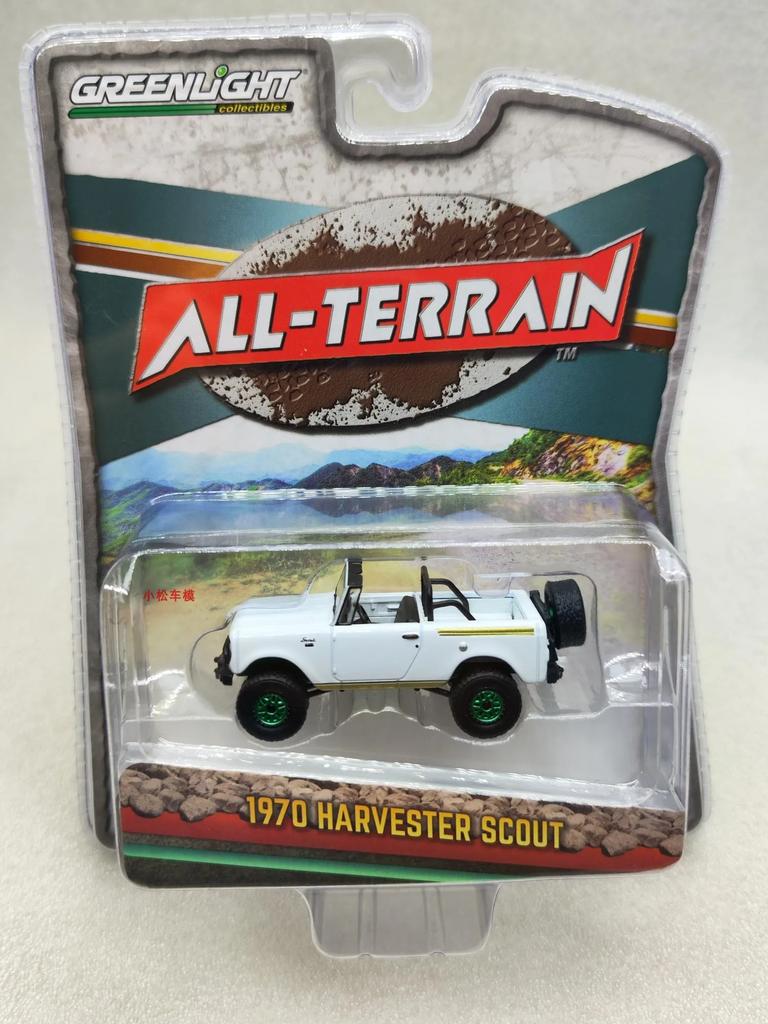 GREENLIGHT
collectibles
ALL-TERRAIN
TM
小松车模
Scout
1970 HARVESTER SCOUT